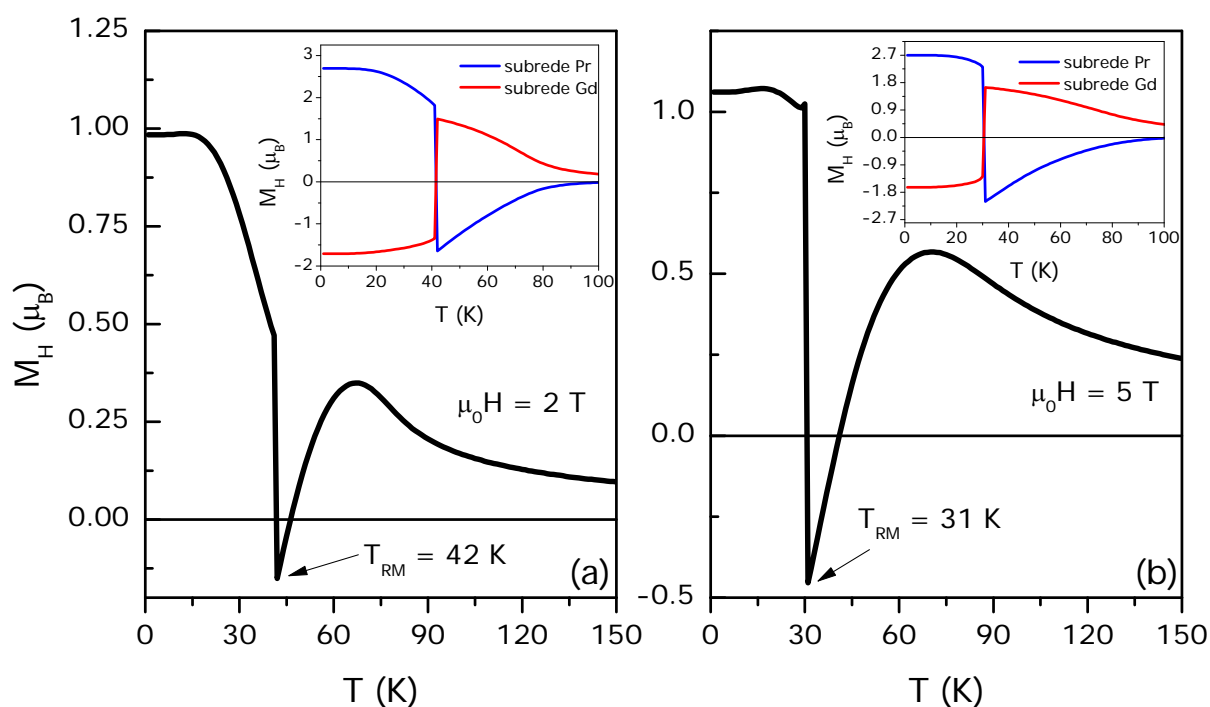 1.25
1.00
0.75
0.50
0.25
0.00
M_H (μ_B)
0
30
60
90
120
150
T (K)
μ₀H = 2 T
T_RM = 42 K
(a)
3
2
1
0
−1
−2
M_H (μ_B)
0
20
40
60
80
100
T (K)
subrede Pr
subrede Gd
1.0
0.5
0.0
-0.5
0
30
60
90
120
150
T (K)
μ₀H = 5 T
T_RM = 31 K
(b)
2.7
1.8
0.9
0.0
-0.9
-1.8
-2.7
M_H (μ_B)
0
20
40
60
80
100
T (K)
subrede Pr
subrede Gd